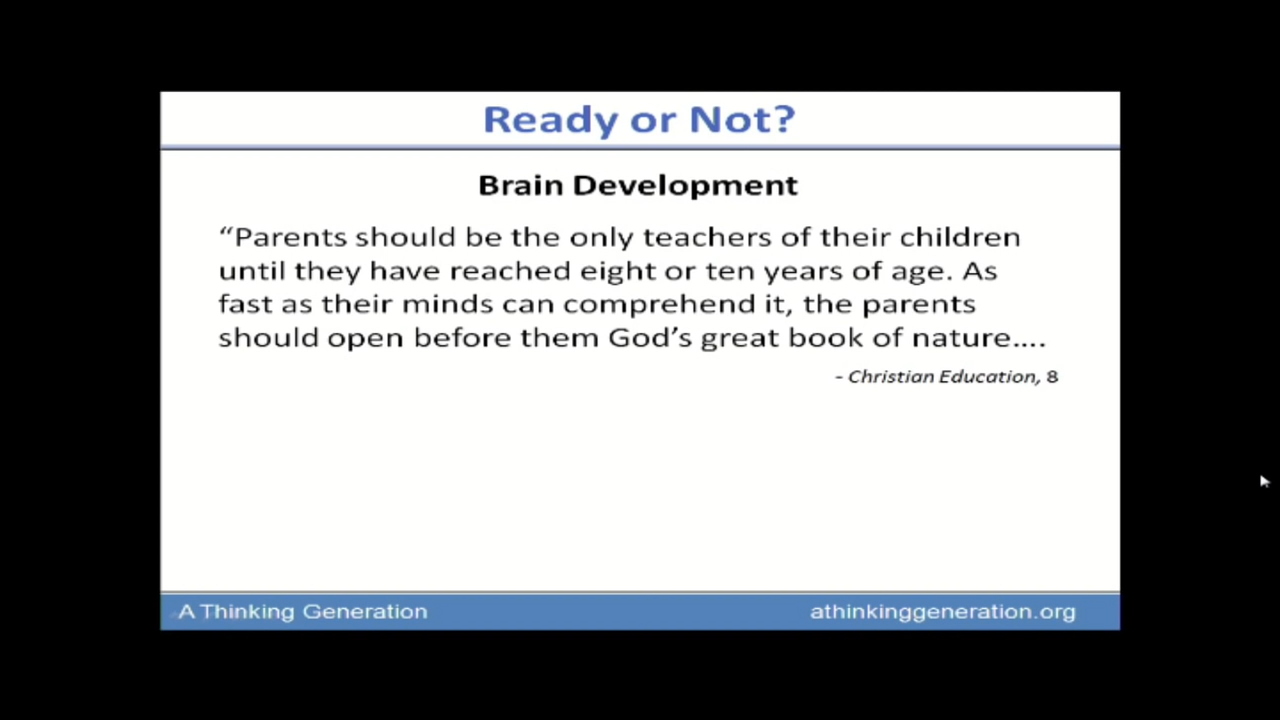 Ready or Not?
Brain Development
“Parents should be the only teachers of their children
until they have reached eight or ten years of age. As
fast as their minds can comprehend it, the parents
should open before them God’s great book of nature....
- Christian Education, 8
A Thinking Generation
athinkinggeneration.org